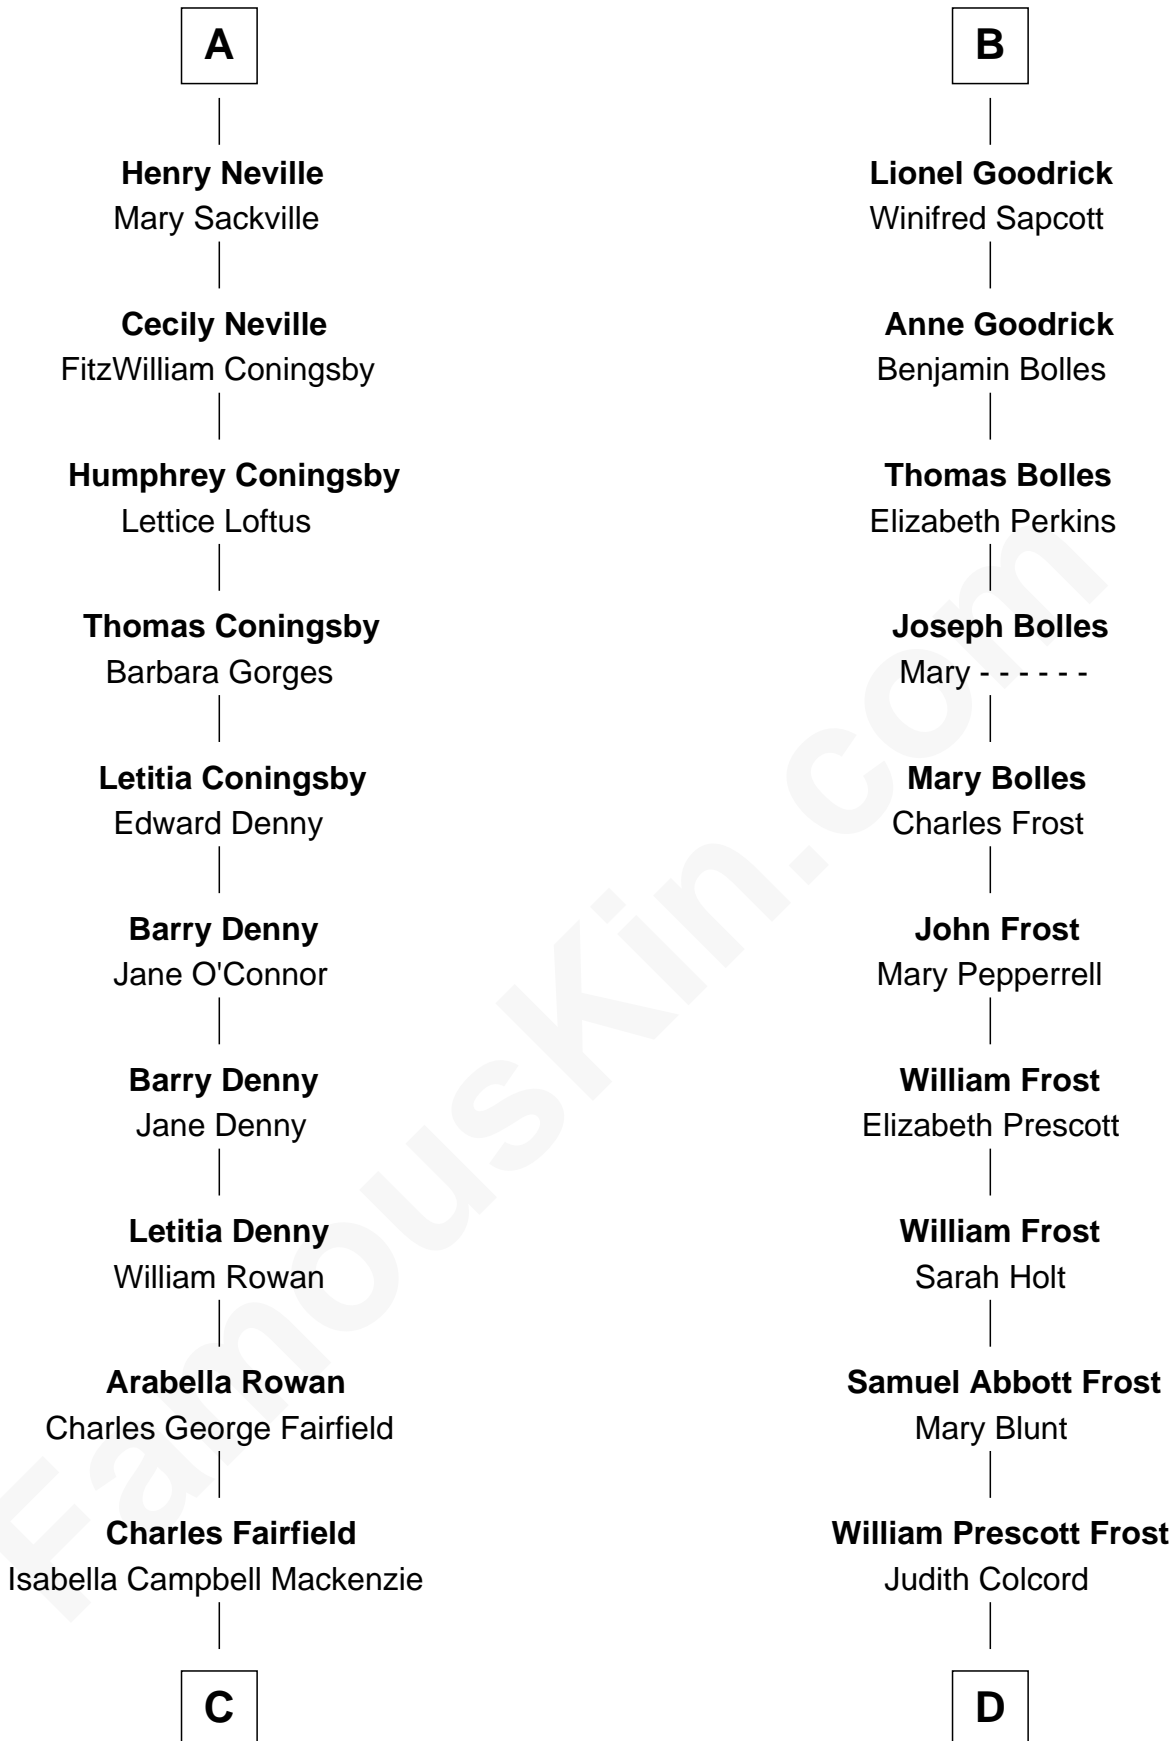 A
Henry Neville
Mary Sackville
Cecily Neville
FitzWilliam Coningsby
Humphrey Coningsby
Lettice Loftus
Thomas Coningsby
Barbara Gorges
Letitia Coningsby
Edward Denny
Barry Denny
Jane O'Connor
Barry Denny
Jane Denny
Letitia Denny
William Rowan
Arabella Rowan
Charles George Fairfield
Charles Fairfield
Isabella Campbell Mackenzie
C
B
Lionel Goodrick
Winifred Sapcott
Anne Goodrick
Benjamin Bolles
Thomas Bolles
Elizabeth Perkins
Joseph Bolles
Mary - - - - - -
Mary Bolles
Charles Frost
John Frost
Mary Pepperrell
William Frost
Elizabeth Prescott
William Frost
Sarah Holt
Samuel Abbott Frost
Mary Blunt
William Prescott Frost
Judith Colcord
D
FamousKin.com